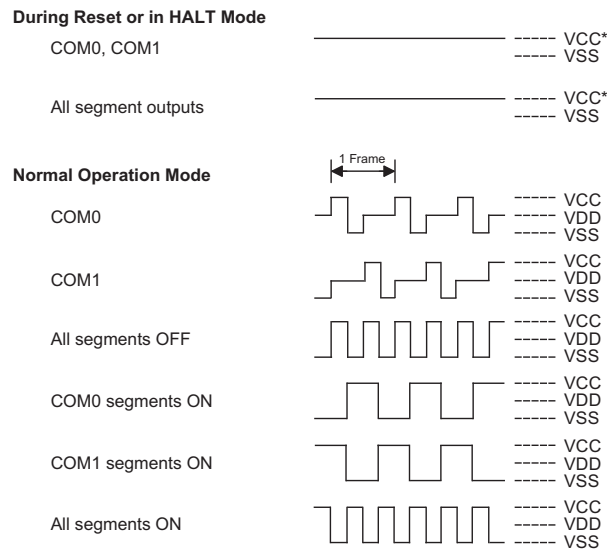 During Reset or in HALT Mode
COM0, COM1
VCC*
VSS
All segment outputs
VCC*
VSS
1 Frame
Normal Operation Mode
COM0
VCC
VDD
VSS
COM1
VCC
VDD
VSS
All segments OFF
VCC
VDD
VSS
COM0 segments ON
VCC
VDD
VSS
COM1 segments ON
VCC
VDD
VSS
All segments ON
VCC
VDD
VSS